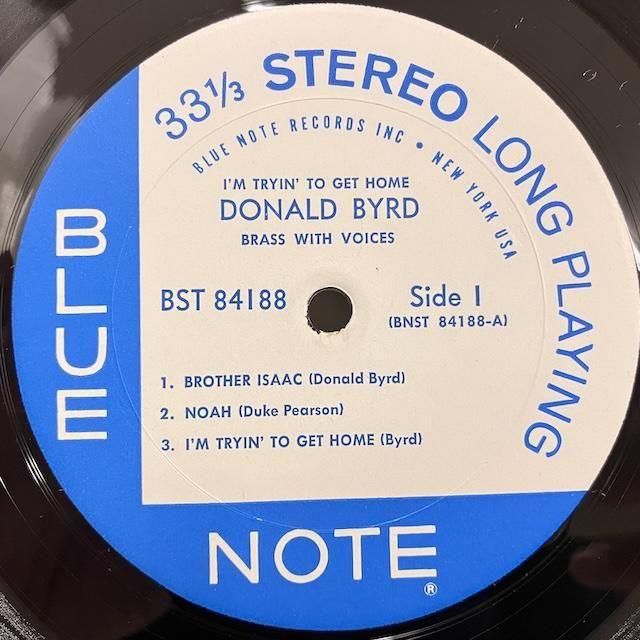 33⅓ STEREO LONG PLAYING
BLUE NOTE RECORDS INC • NEW YORK USA
I'M TRYIN' TO GET HOME
DONALD BYRD
BRASS WITH VOICES
BST 84188
Side 1
(BNST 84188-A)
1. BROTHER ISAAC (Donald Byrd)
2. NOAH (Duke Pearson)
3. I'M TRYIN' TO GET HOME (Byrd)
BLUE
NOTE®